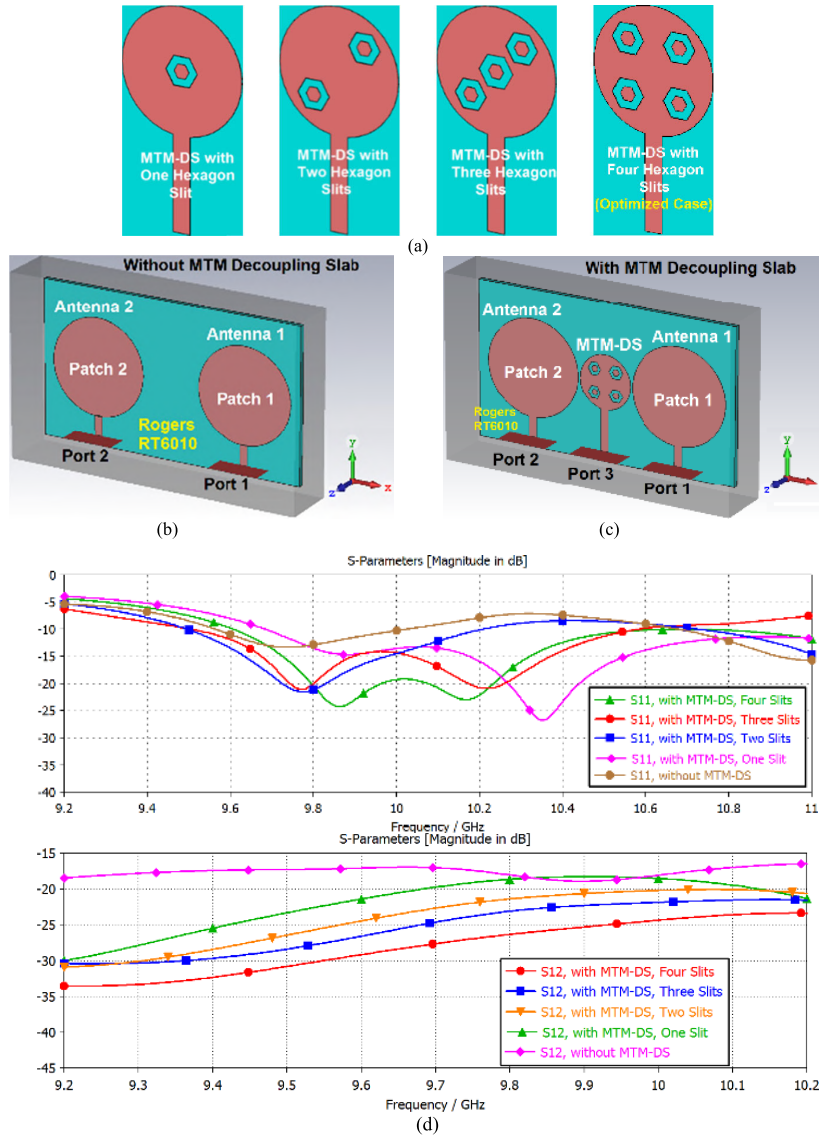 MTM-DS with
One Hexagon
Slit
MTM-DS with
Two Hexagon
Slits
MTM-DS with
Three Hexagon
Slits
MTM-DS with
Four Hexagon
Slits
(Optimized Case)
(a)
Without MTM Decoupling Slab
Antenna 2
Antenna 1
Patch 2
Patch 1
Rogers
RT6010
Port 2
Port 1
y
x
z
(b)
With MTM Decoupling Slab
Antenna 2
Antenna 1
MTM-DS
Patch 2
Patch 1
Rogers
RT6010
Port 2
Port 3
Port 1
y
z
(c)
S-Parameters [Magnitude in dB]
0
-5
-10
-15
-20
-25
-30
-35
-40
S11, with MTM-DS, Four Slits
S11, with MTM-DS, Three Slits
S11, with MTM-DS, Two Slits
S11, with MTM-DS, One Slit
S11, without MTM-DS
9.2 9.4 9.6 9.8 10 10.2 10.4 10.6 10.8 11
Frequency / GHz
S-Parameters [Magnitude in dB]
-15
-20
-25
-30
-35
-40
-45
S12, with MTM-DS, Four Slits
S12, with MTM-DS, Three Slits
S12, with MTM-DS, Two Slits
S12, with MTM-DS, One Slit
S12, without MTM-DS
9.2 9.3 9.4 9.5 9.6 9.7 9.8 9.9 10 10.1 10.2
Frequency / GHz
(d)